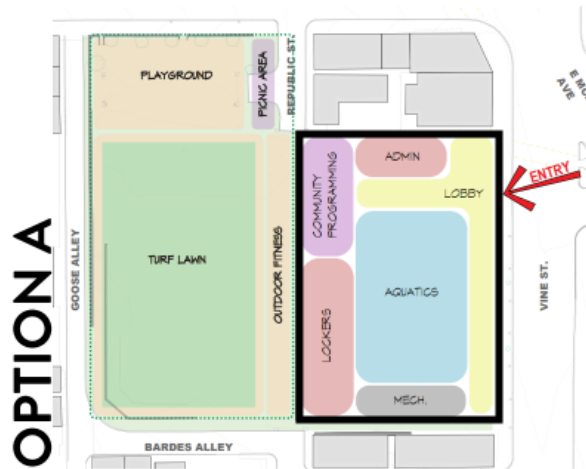 OPTION A
GOOSE ALLEY
PLAYGROUND
PICNIC AREA
REPUBLIC ST.
TURF LAWN
OUTDOOR FITNESS
COMMUNITY
PROGRAMMING
ADMIN
LOBBY
ENTRY
AQUATICS
LOCKERS
MECH.
BARDES ALLEY
VINE ST.
AVE